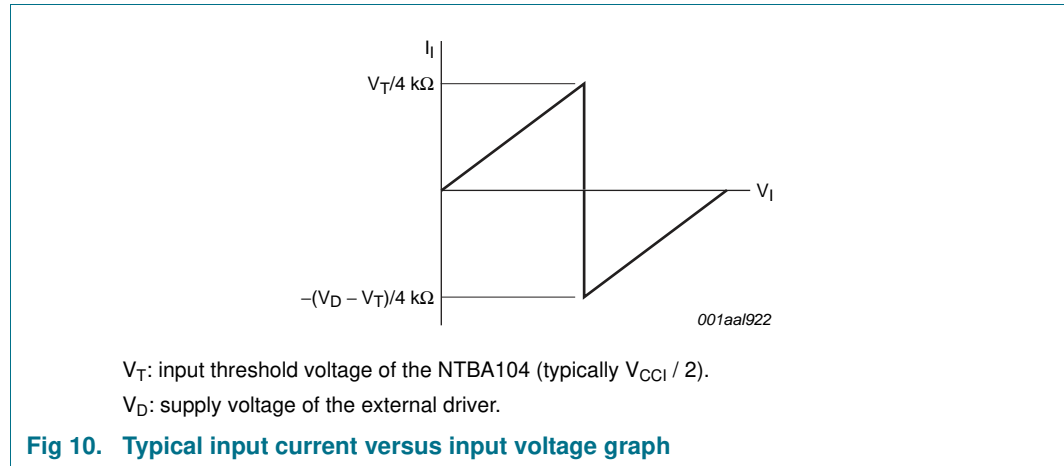 I_I
V_T/4 kΩ
V_I
−(V_D − V_T)/4 kΩ
001aal922
V_T: input threshold voltage of the NTBA104 (typically V_CCI / 2).
V_D: supply voltage of the external driver.
Fig 10. Typical input current versus input voltage graph